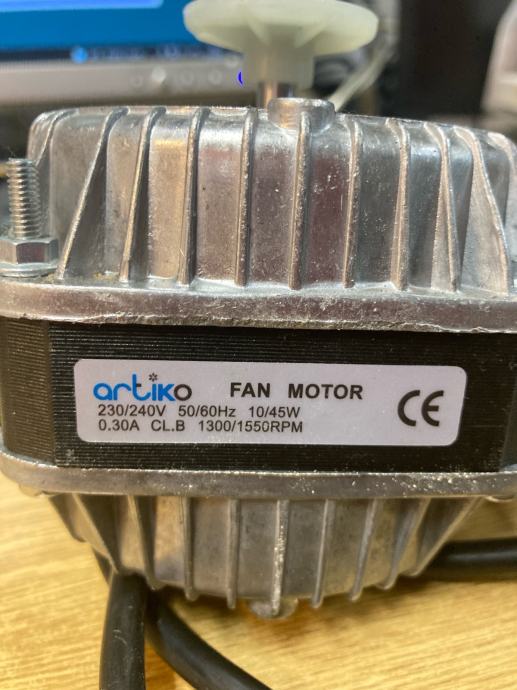 artiko FAN MOTOR
230/240V 50/60Hz 10/45W
0.30A CL.B 1300/1550RPM
CE